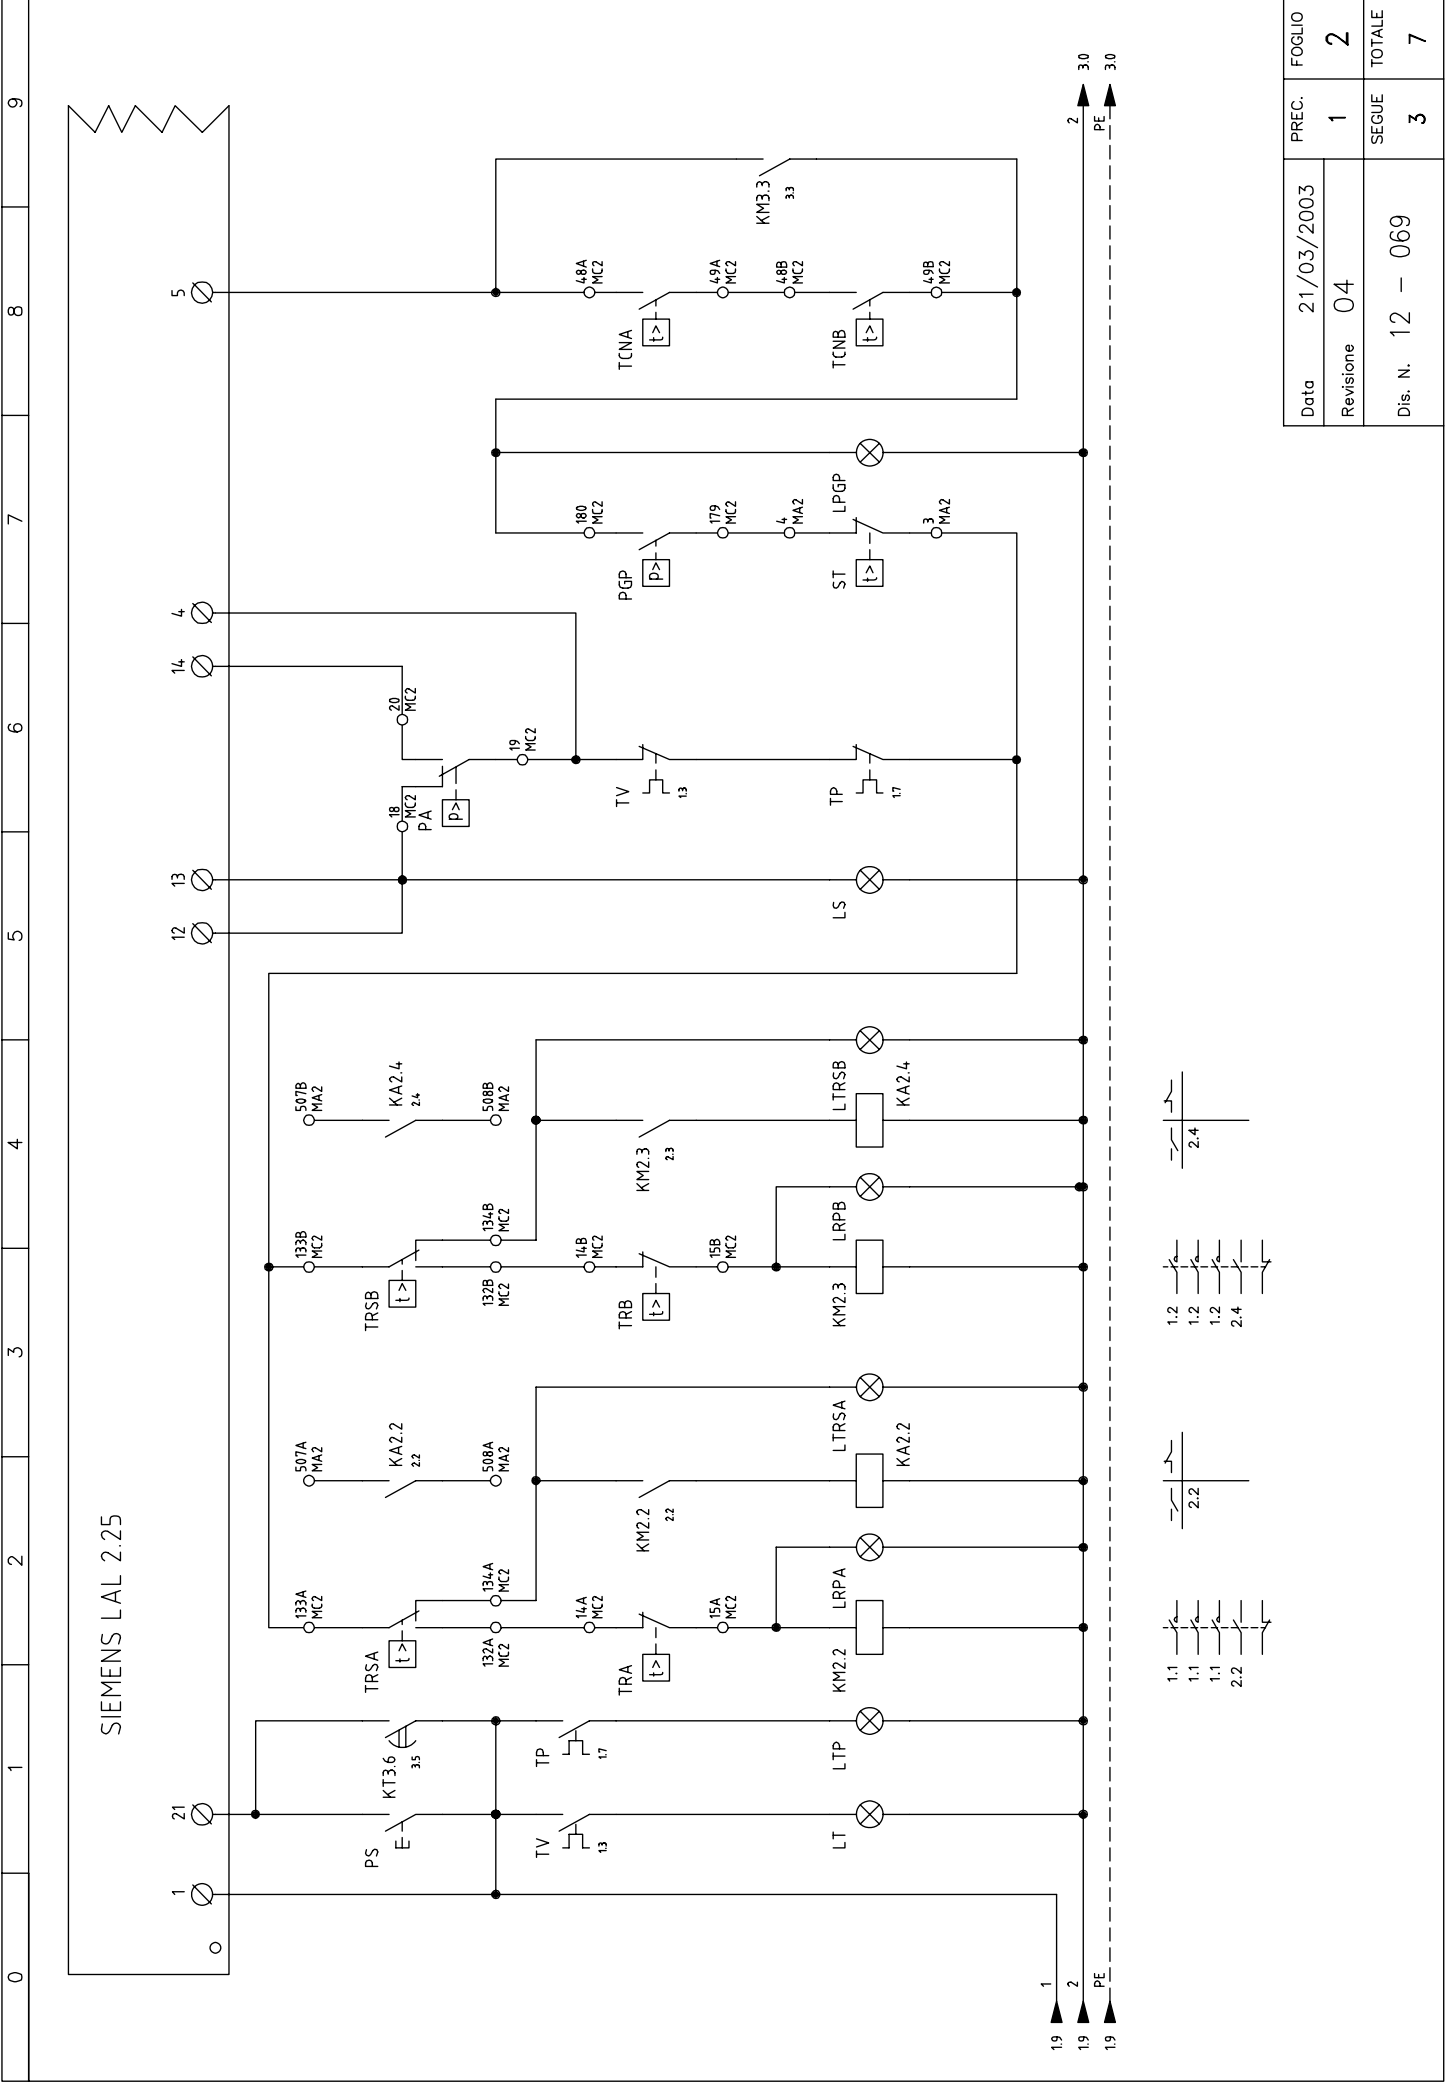 0 1 2 3 4 5 6 7 8 9
SIEMENS LAL 2.25
1 21 12 13 14 4 5
PS
KT3.6
3.5
TV
1.3
TP
1.7
LT
LTP
133A
MC2
TRSA
132A
MC2
134A
MC2
14A
MC2
TRA
15A
MC2
KM2.2
LRPA
507A
MA2
KA2.2
2.2
508A
MA2
KM2.2
2.2
LTRSA
KA2.2
133B
MC2
TRSB
132B
MC2
134B
MC2
14B
MC2
TRB
15B
MC2
KM2.3
LRPB
507B
MA2
KA2.4
2.4
508B
MA2
KM2.3
2.3
LTRSB
KA2.4
t>
t>
t>
t>
LS
18
MC2
PA
p>
20
MC2
19
MC2
TV
1.3
TP
1.7
180
MC2
PGP
p>
179
MC2
4
MA2
ST
t>
3
MA2
LPGP
48A
MC2
TCNA
t>
49A
MC2
48B
MC2
TCNB
t>
49B
MC2
KM3.3
3.3
1.9 1
1.9 2
1.9 PE
2 3.0
PE 3.0
1.1
1.1
1.1
2.2
2.2
1.2
1.2
1.2
2.4
2.4
Data 21/03/2003
Revisione 04
Dis. N. 12 - 069
PREC. 1
FOGLIO 2
SEGUE 3
TOTALE 7